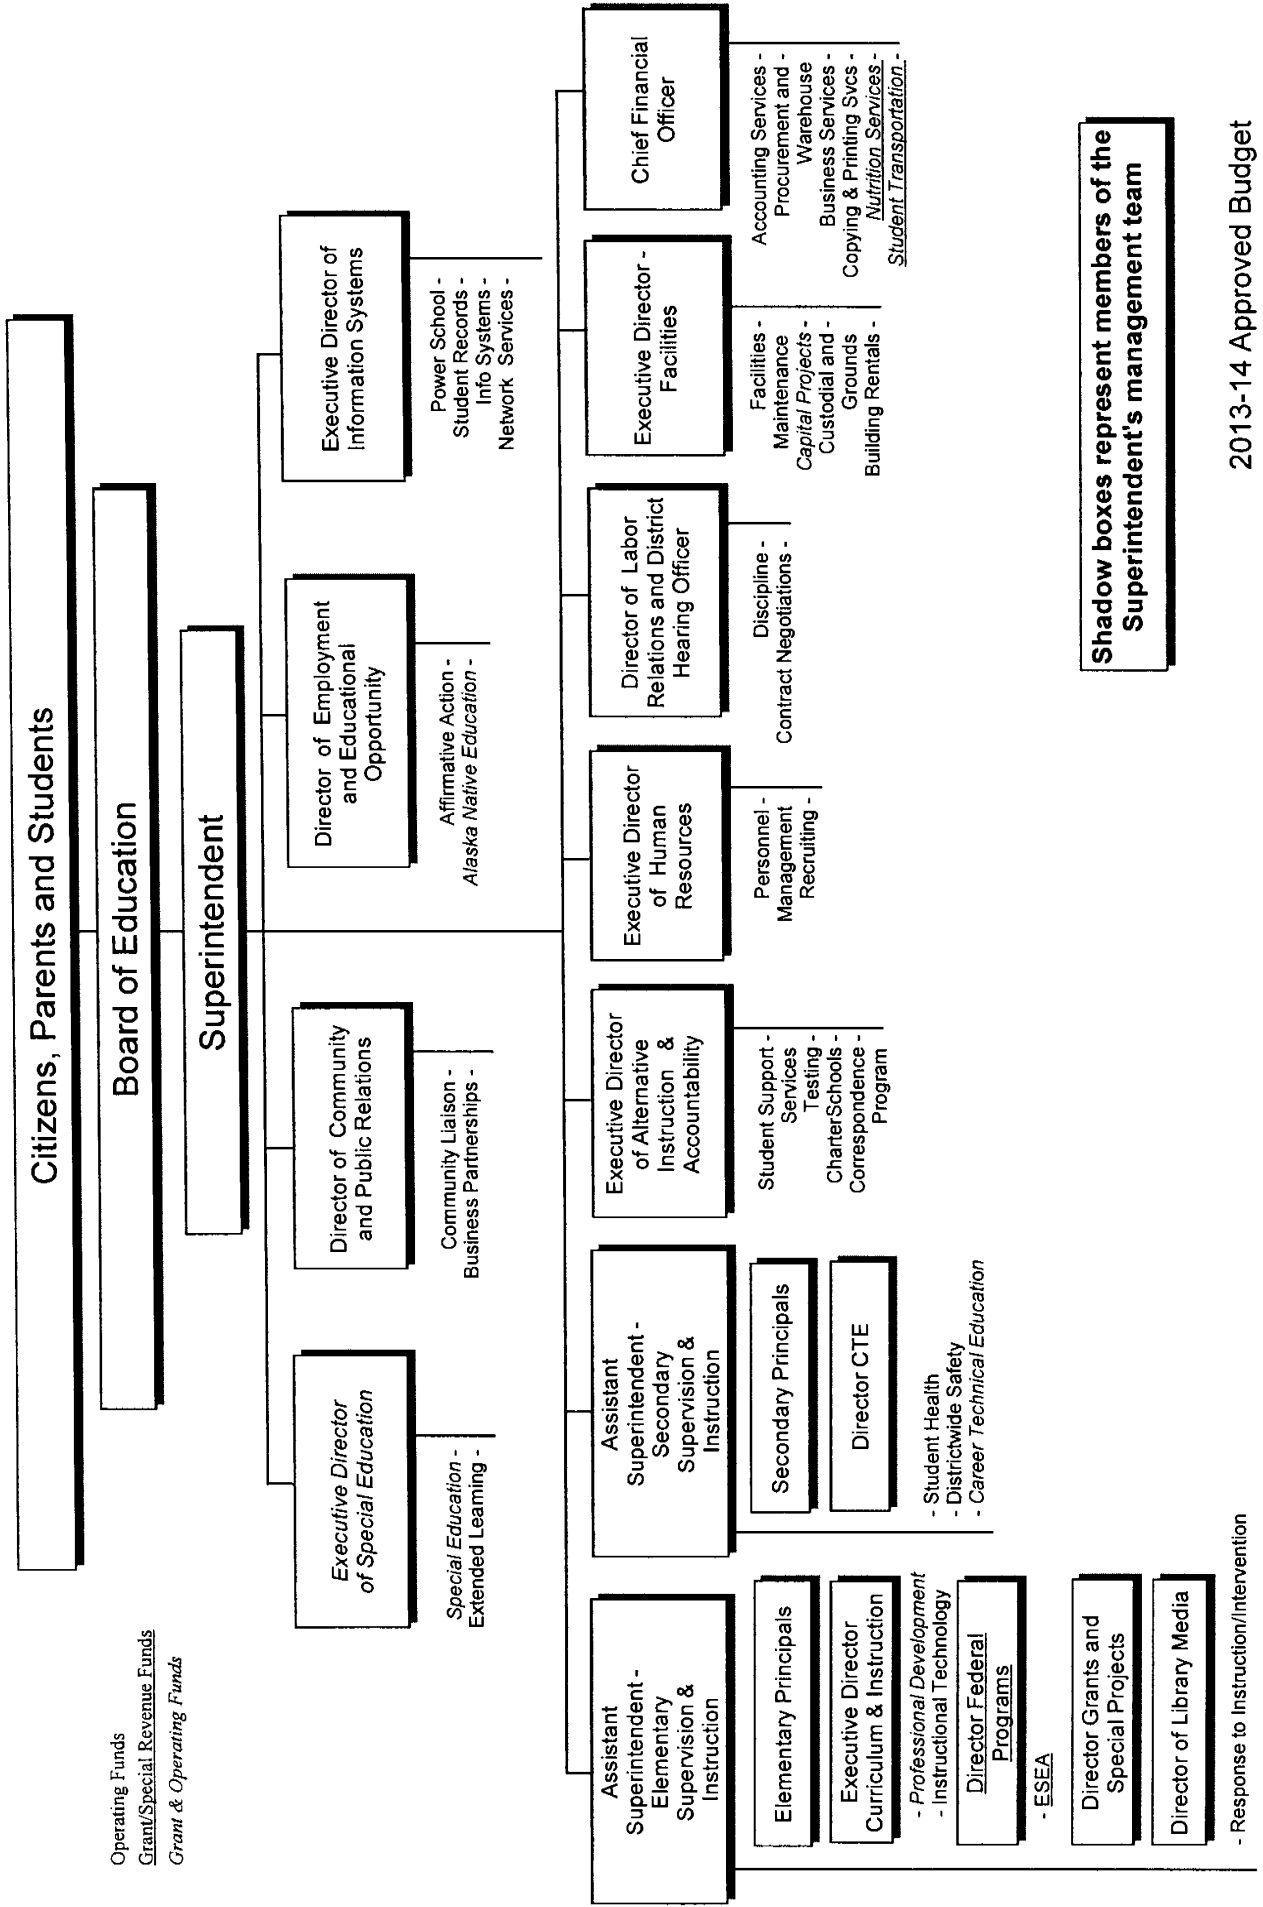 Citizens, Parents and Students
Board of Education
Superintendent
Operating Funds
Grant/Special Revenue Funds
Grant & Operating Funds
Executive Director
of Special Education
Special Education -
Extended Learning -
Director of Community
and Public Relations
Community Liaison -
Business Partnerships -
Director of Employment
and Educational
Opportunity
Affirmative Action -
Alaska Native Education -
Executive Director of
Information Systems
Power School -
Student Records -
Info Systems -
Network Services -
Assistant
Superintendent -
Elementary
Supervision &
Instruction
Elementary Principals
Executive Director
Curriculum & Instruction
- Professional Development
- Instructional Technology
Director Federal
Programs
- ESEA
Director Grants and
Special Projects
Director of Library Media
- Response to Instruction/Intervention
Assistant
Superintendent -
Secondary
Supervision &
Instruction
Secondary Principals
Director CTE
- Student Health
- Districtwide Safety
- Career Technical Education
Executive Director
of Alternative
Instruction &
Accountability
Student Support -
Services
Testing -
CharterSchools -
Correspondence -
Program
Executive Director
of Human
Resources
Personnel -
Management
Recruiting -
Director of Labor
Relations and District
Hearing Officer
Discipline -
Contract Negotiations -
Executive Director -
Facilities
Facilities -
Maintenance
Capital Projects -
Custodial and -
Grounds
Building Rentals -
Chief Financial
Officer
Accounting Services -
Procurement and -
Warehouse
Business Services -
Copying & Printing Svcs -
Nutrition Services -
Student Transportation -
Shadow boxes represent members of the
Superintendent's management team
2013-14 Approved Budget